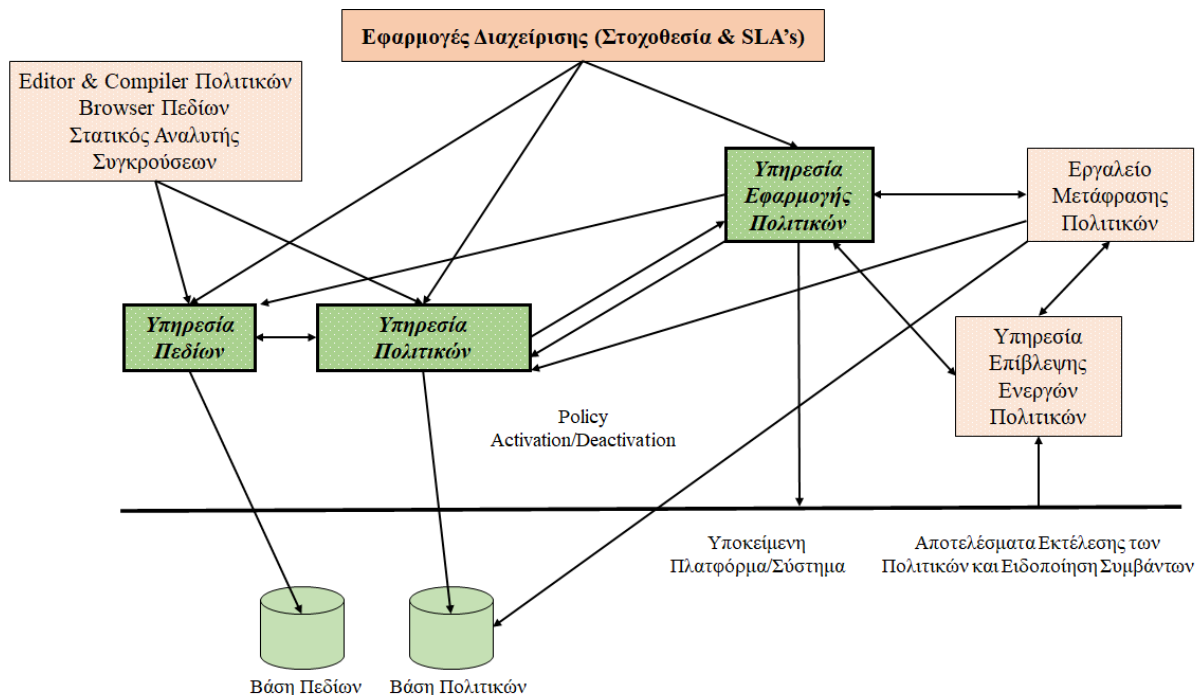 Εφαρμογές Διαχείρισης (Στοχοθεσία & SLA's)
Editor & Compiler Πολιτικών
Browser Πεδίων
Στατικός Αναλυτής
Συγκρούσεων
Υπηρεσία
Εφαρμογής
Πολιτικών
Εργαλείο
Μετάφρασης
Πολιτικών
Υπηρεσία
Πεδίων
Υπηρεσία
Πολιτικών
Υπηρεσία
Επίβλεψης
Ενεργών
Πολιτικών
Policy
Activation/Deactivation
Υποκείμενη
Πλατφόρμα/Σύστημα
Αποτελέσματα Εκτέλεσης των
Πολιτικών και Ειδοποίηση Συμβάντων
Βάση Πεδίων
Βάση Πολιτικών